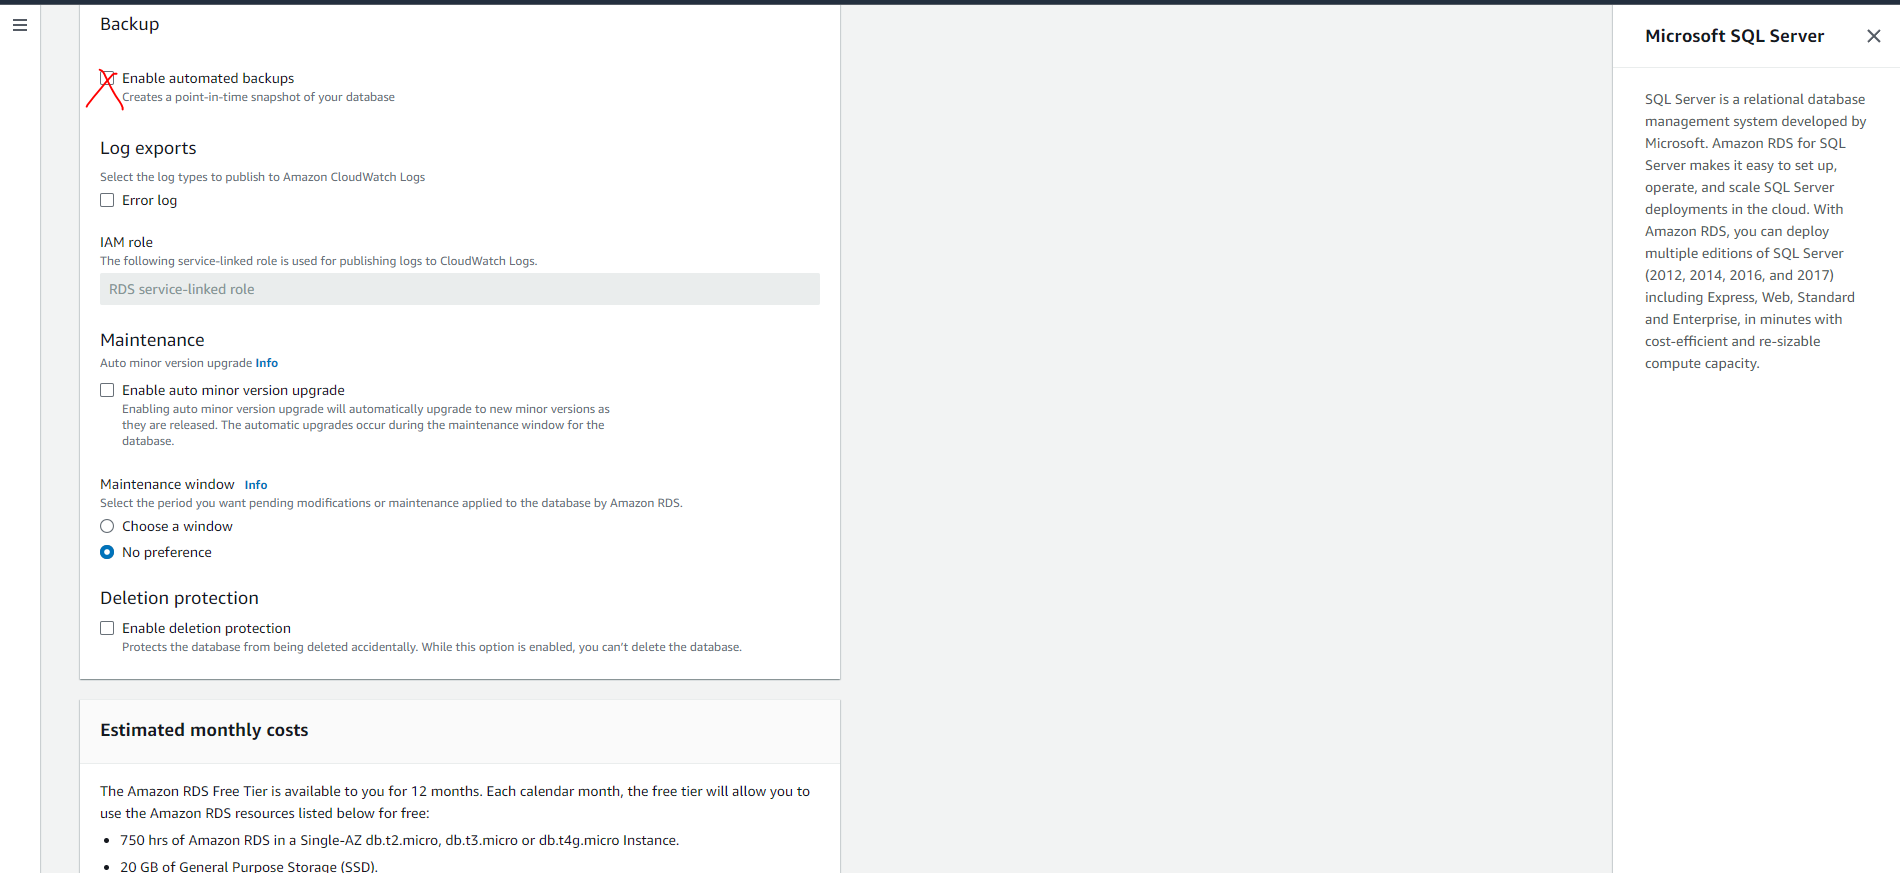 Backup
Enable automated backups
Creates a point-in-time snapshot of your database
Log exports
Select the log types to publish to Amazon CloudWatch Logs
Error log
IAM role
The following service-linked role is used for publishing logs to CloudWatch Logs.
RDS service-linked role
Maintenance
Auto minor version upgrade Info
Enable auto minor version upgrade
Enabling auto minor version upgrade will automatically upgrade to new minor versions as
they are released. The automatic upgrades occur during the maintenance window for the
database.
Maintenance window Info
Select the period you want pending modifications or maintenance applied to the database by Amazon RDS.
Choose a window
No preference
Deletion protection
Enable deletion protection
Protects the database from being deleted accidentally. While this option is enabled, you can't delete the database.
Estimated monthly costs
The Amazon RDS Free Tier is available to you for 12 months. Each calendar month, the free tier will allow you to
use the Amazon RDS resources listed below for free:
• 750 hrs of Amazon RDS in a Single-AZ db.t2.micro, db.t3.micro or db.t4g.micro Instance.
• 20 GB of General Purpose Storage (SSD).
Microsoft SQL Server
SQL Server is a relational database
management system developed by
Microsoft. Amazon RDS for SQL
Server makes it easy to set up,
operate, and scale SQL Server
deployments in the cloud. With
Amazon RDS, you can deploy
multiple editions of SQL Server
(2012, 2014, 2016, and 2017)
including Express, Web, Standard
and Enterprise, in minutes with
cost-efficient and re-sizable
compute capacity.